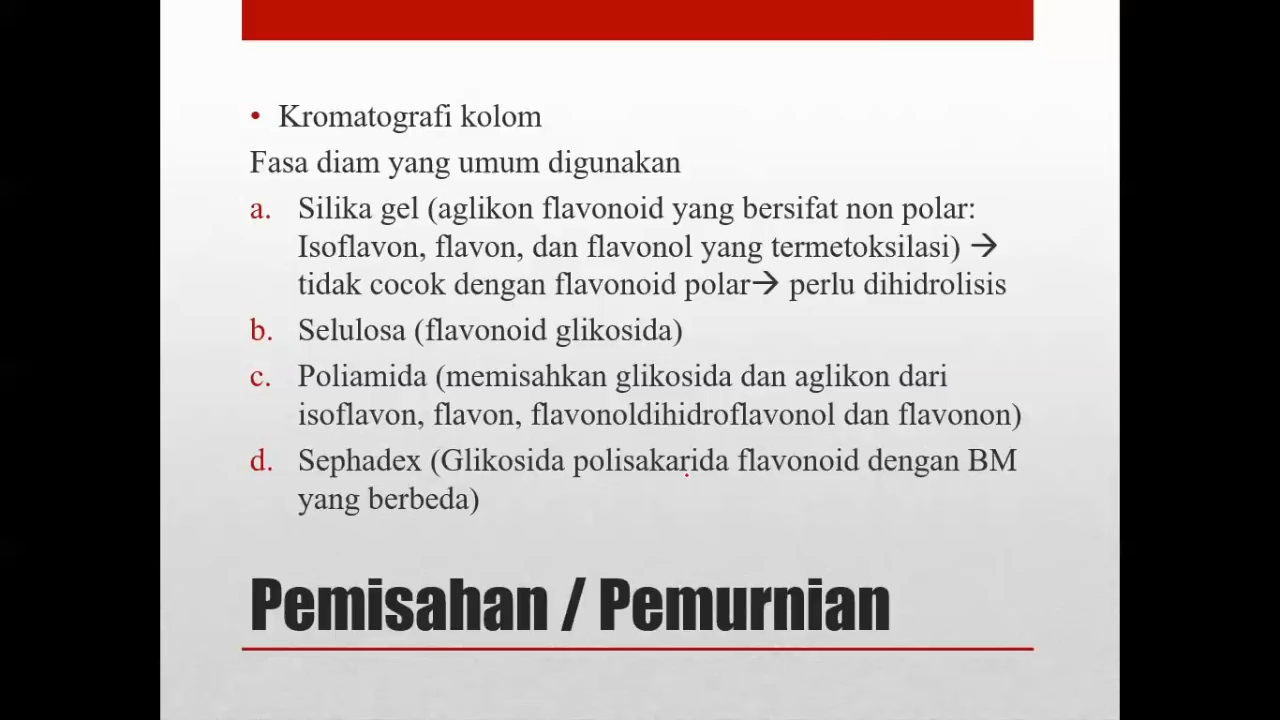 • Kromatografi kolom
Fasa diam yang umum digunakan
a. Silika gel (aglikon flavonoid yang bersifat non polar:
Isoflavon, flavon, dan flavonol yang termetoksilasi) →
tidak cocok dengan flavonoid polar→ perlu dihidrolisis
b. Selulosa (flavonoid glikosida)
c. Poliamida (memisahkan glikosida dan aglikon dari
isoflavon, flavon, flavonoldihidroflavonol dan flavonon)
d. Sephadex (Glikosida polisakarida flavonoid dengan BM
yang berbeda)
Pemisahan / Pemurnian